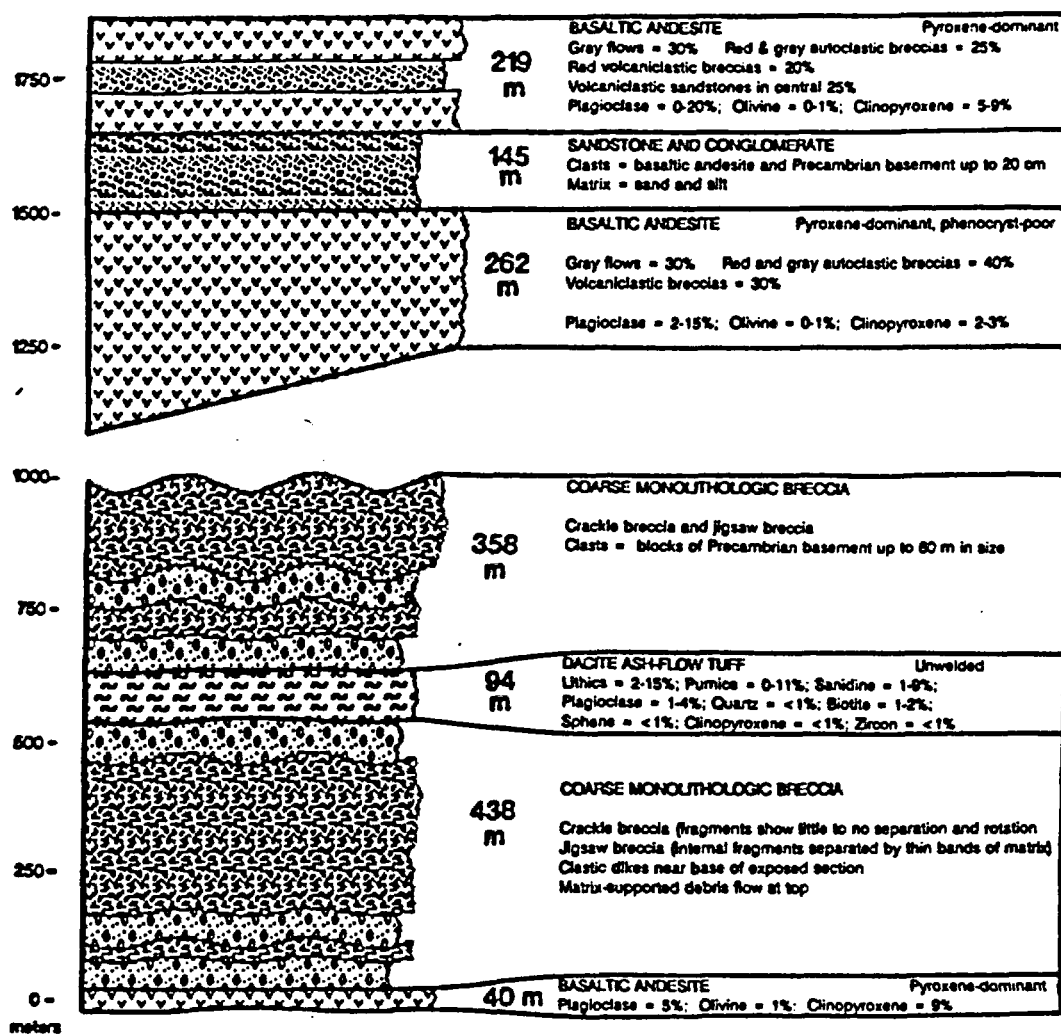 BASALTIC ANDESITE Pyroxene-dominant
Gray flows = 30% Red & gray autoclastic breccias = 25%
Red volcaniclastic breccias = 20%
Volcaniclastic sandstones in central 25%
Plagioclase = 0-20%; Olivine = 0-1%; Clinopyroxene = 5-9%
219
m
1750
SANDSTONE AND CONGLOMERATE
Clasts = basaltic andesite and Precambrian basement up to 20 cm
Matrix = sand and silt
145
m
1500
BASALTIC ANDESITE Pyroxene-dominant, phenocryst-poor
Gray flows = 30% Red and gray autoclastic breccias = 40%
Volcaniclastic breccias = 30%
Plagioclase = 2-15%; Olivine = 0-1%; Clinopyroxene = 2-3%
262
m
1250
1000
COARSE MONOLITHOLOGIC BRECCIA
Crackle breccia and jigsaw breccia
Clasts = blocks of Precambrian basement up to 60 m in size
358
m
750
DACITE ASH-FLOW TUFF Unwelded
Lithics = 2-15%; Pumice = 0-11%; Sanidine = 1-9%;
Plagioclase = 1-4%; Quartz = <1%; Biotite = 1-2%;
Sphene = <1%; Clinopyroxene = <1%; Zircon = <1%
94
m
500
COARSE MONOLITHOLOGIC BRECCIA
Crackle breccia (fragments show little to no separation and rotation
Jigsaw breccia (internal fragments separated by thin bands of matrix)
Clastic dikes near base of exposed section
Matrix-supported debris flow at top
438
m
250
BASALTIC ANDESITE Pyroxene-dominant
Plagioclase = 3%; Olivine = 1%; Clinopyroxene = 9%
40 m
0
meters